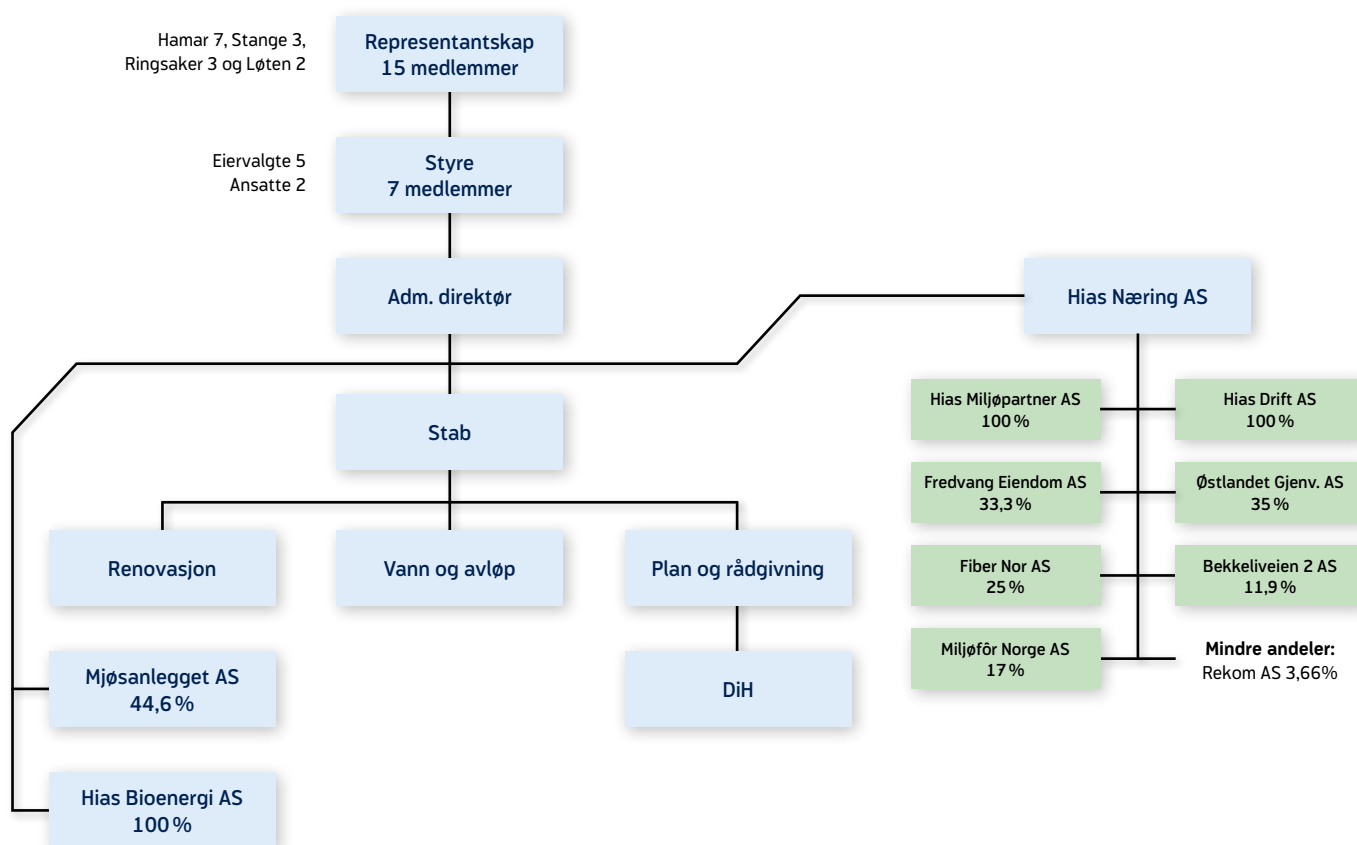 Hamar 7, Stange 3,
Ringsaker 3 og Løten 2
Representantskap
15 medlemmer
Eiervalgte 5
Ansatte 2
Styre
7 medlemmer
Adm. direktør
Hias Næring AS
Stab
Hias Miljøpartner AS
100 %
Hias Drift AS
100 %
Fredvang Eiendom AS
33,3 %
Østlandet Gjenv. AS
35 %
Renovasjon
Vann og avløp
Plan og rådgivning
Fiber Nor AS
25 %
Bekkeliveien 2 AS
11,9 %
Miljøfôr Norge AS
17 %
Mindre andeler:
Rekom AS 3,66%
Mjøsanlegget AS
44,6 %
DiH
Hias Bioenergi AS
100 %